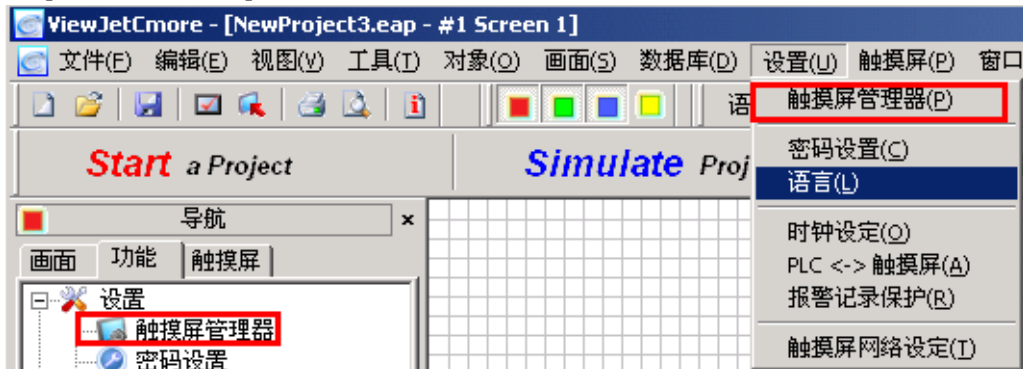 ViewJetCmore - [NewProject3.eap - #1 Screen 1]
文件(F) 编辑(E) 视图(V) 工具(T) 对象(O) 画面(S) 数据库(D) 设置(U) 触摸屏(P) 窗口
语
触摸屏管理器(P)
密码设置(C)
语言(L)
时钟设定(O)
PLC <-> 触摸屏(A)
报警记录保护(R)
触摸屏网络设定(T)
Start a Project
Simulate Proj
导航
画面 功能 触摸屏
设置
触摸屏管理器
密码设置